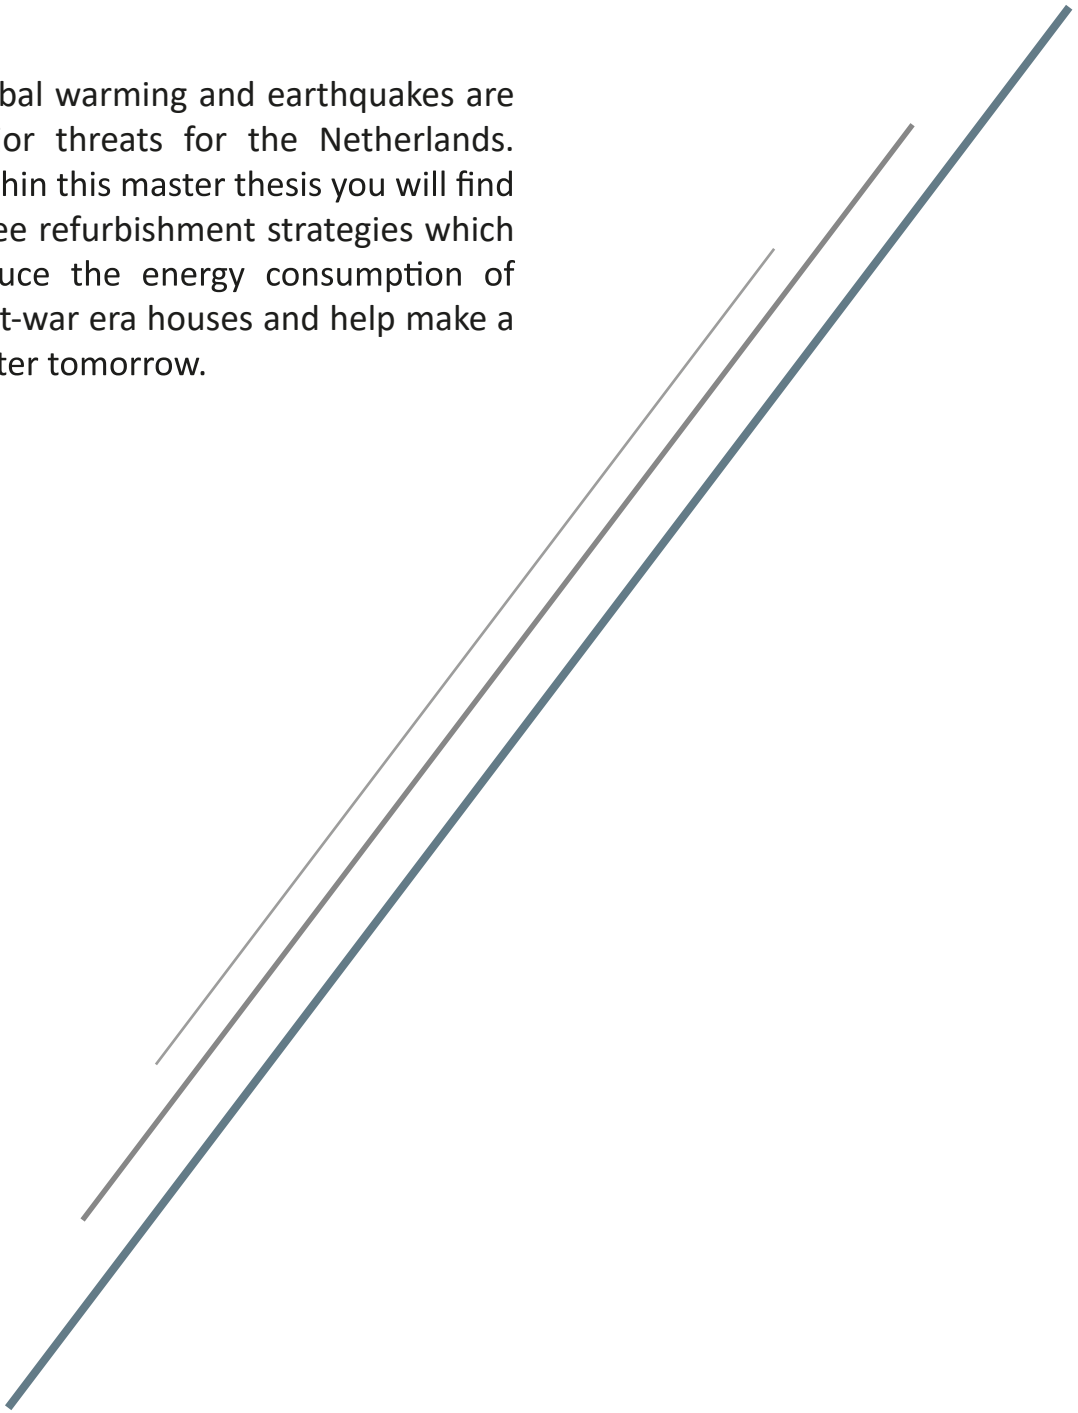 bal warming and earthquakes are
or threats for the Netherlands.
hin this master thesis you will find
ee refurbishment strategies which
uce the energy consumption of
t-war era houses and help make a
ter tomorrow.